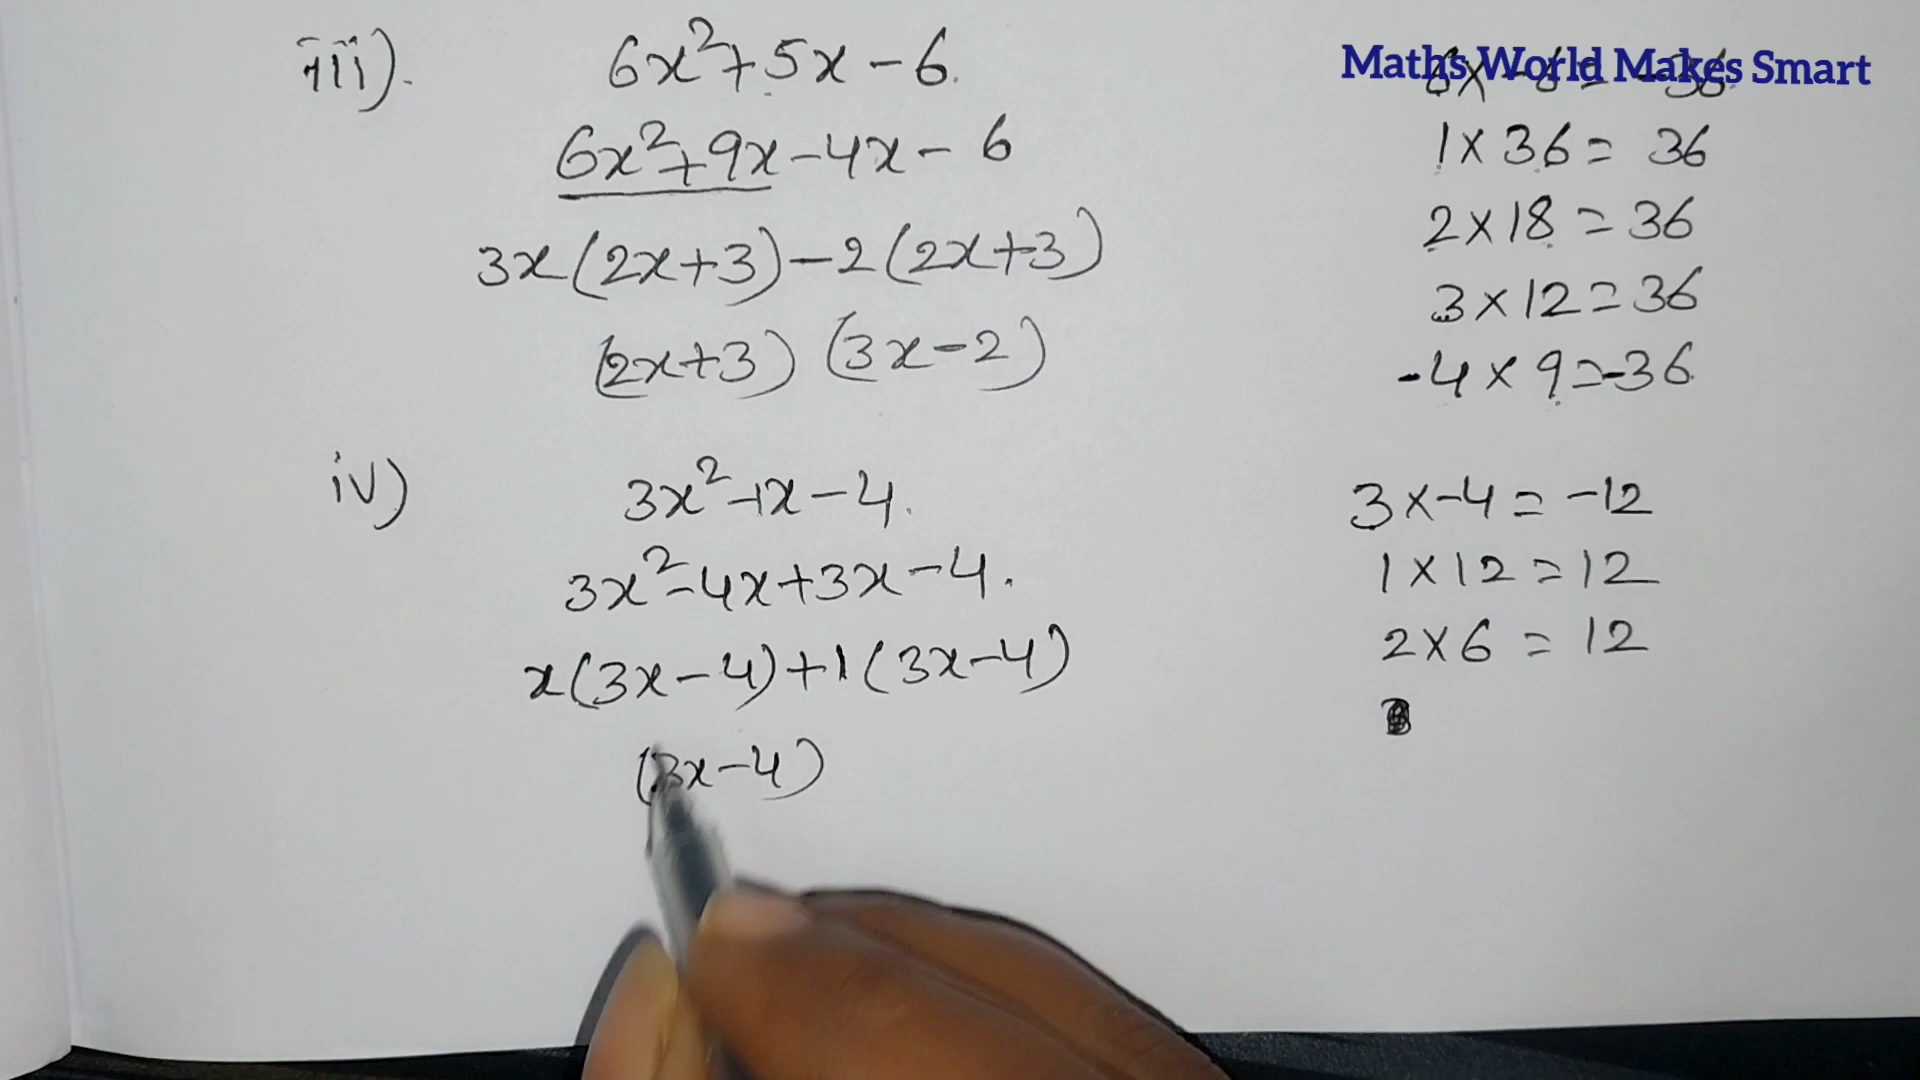 iii). 6x² + 5x - 6.
6x² + 9x - 4x - 6
3x(2x+3) - 2(2x+3)
(2x+3) (3x-2)
iv) 3x² - 1x - 4.
3x² - 4x + 3x - 4.
x(3x-4) + 1(3x-4)
(3x-4)
Maths World Makes Smart
6 x -6 = -36
1 x 36 = 36
2 x 18 = 36
3 x 12 = 36
-4 x 9 = -36
3 x -4 = -12
1 x 12 = 12
2 x 6 = 12